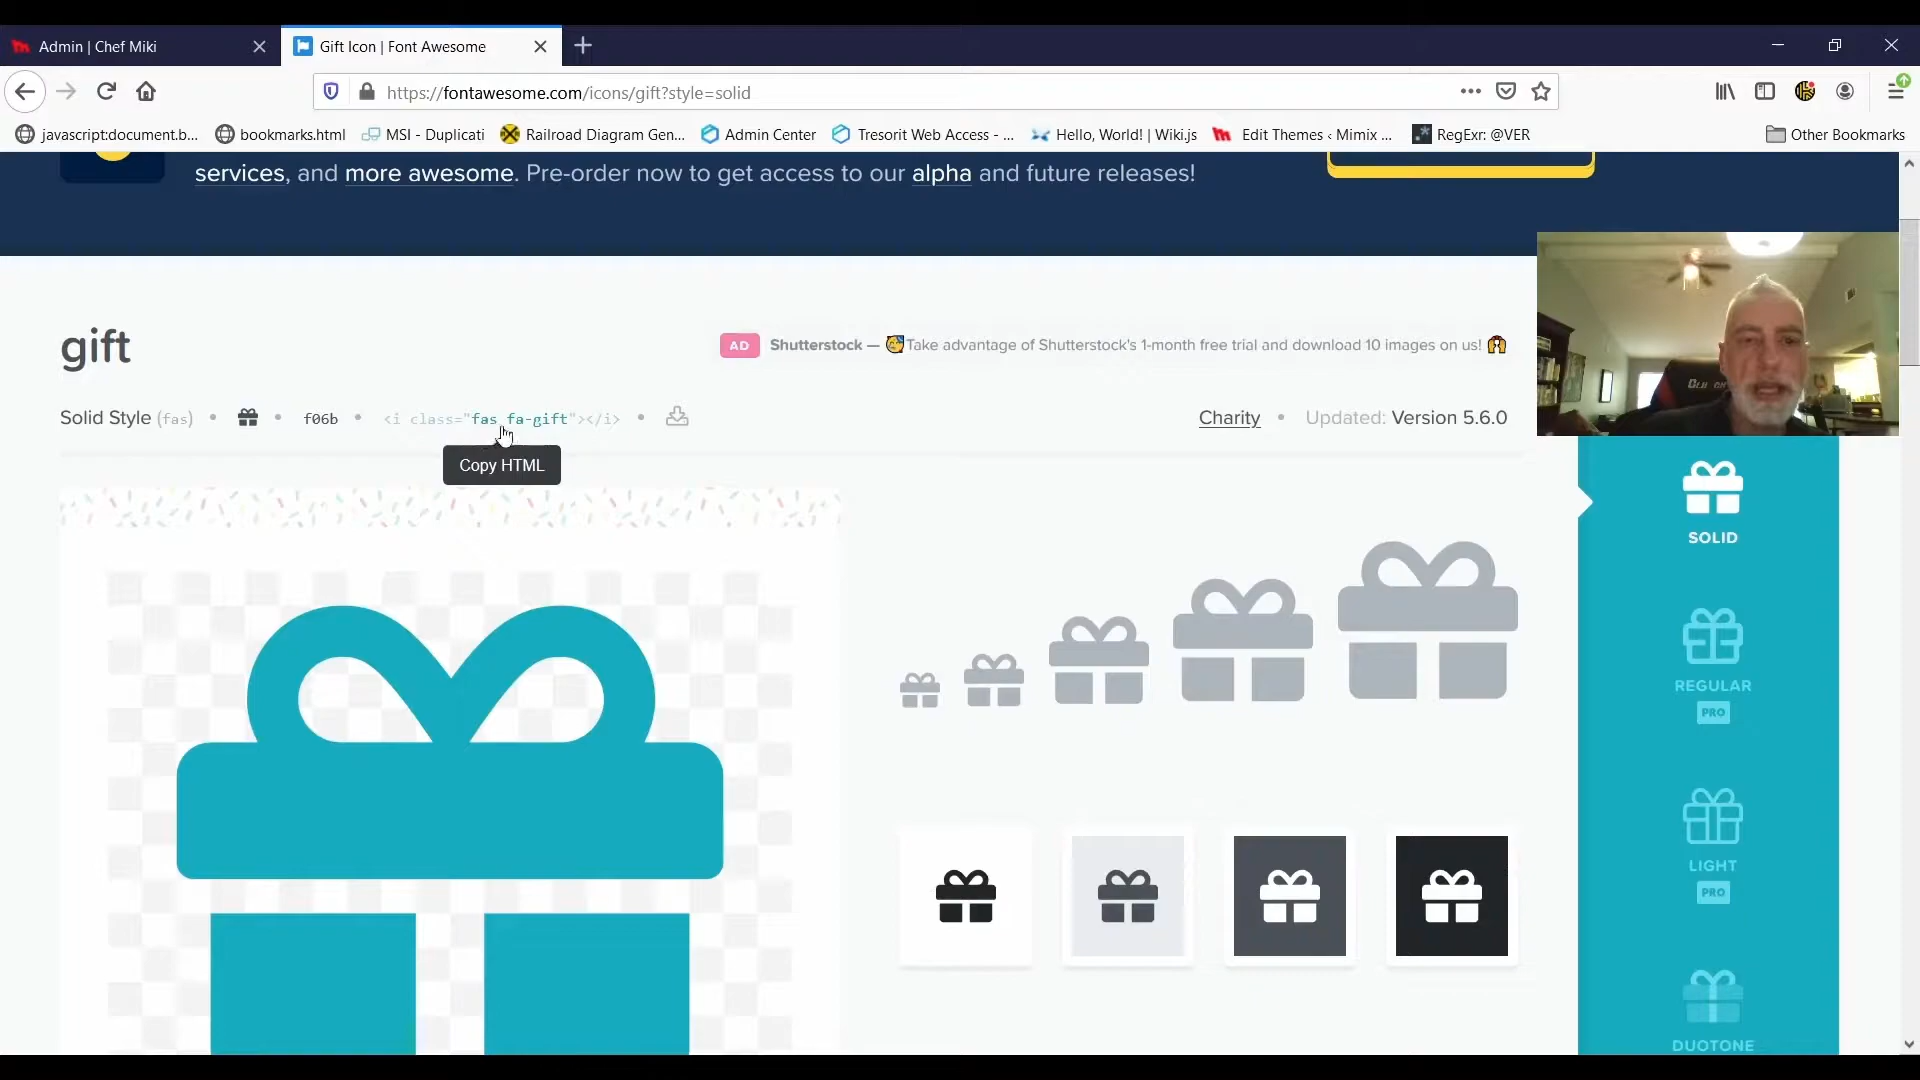 Admin | Chef Miki
Gift Icon | Font Awesome
https://fontawesome.com/icons/gift?style=solid
javascript:document.b...
bookmarks.html
MSI - Duplicati
Railroad Diagram Gen...
Admin Center
Tresorit Web Access - ...
Hello, World! | Wiki.js
Edit Themes ‹ Mimix ...
RegExr: @VER
Other Bookmarks
services, and more awesome. Pre-order now to get access to our alpha and future releases!
gift
AD Shutterstock — 🥳Take advantage of Shutterstock's 1-month free trial and download 10 images on us! 🙌
Solid Style (fas) • • f06b • <i class="fas fa-gift"></i> •
Charity • Updated: Version 5.6.0
Copy HTML
SOLID
REGULAR
PRO
LIGHT
PRO
DUOTONE